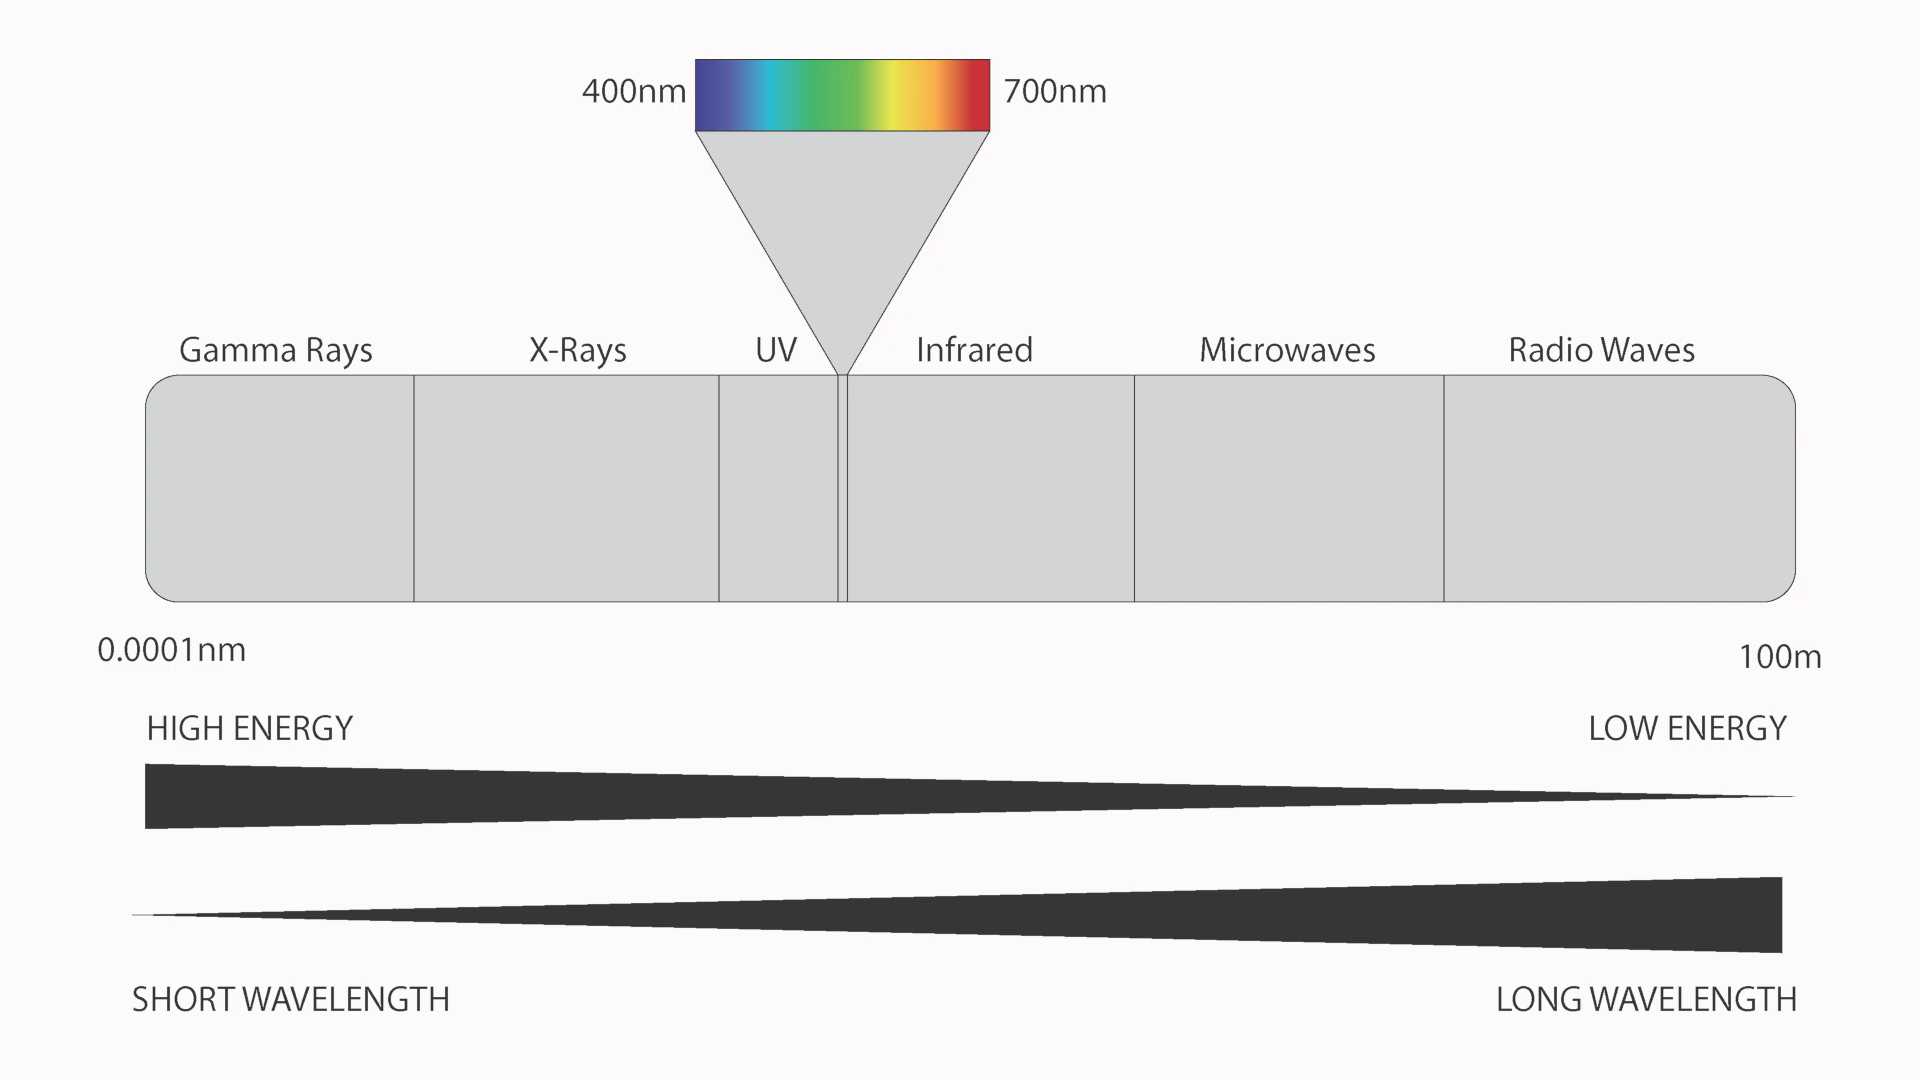 400nm
700nm
Gamma Rays
X-Rays
UV
Infrared
Microwaves
Radio Waves
0.0001nm
100m
HIGH ENERGY
LOW ENERGY
SHORT WAVELENGTH
LONG WAVELENGTH